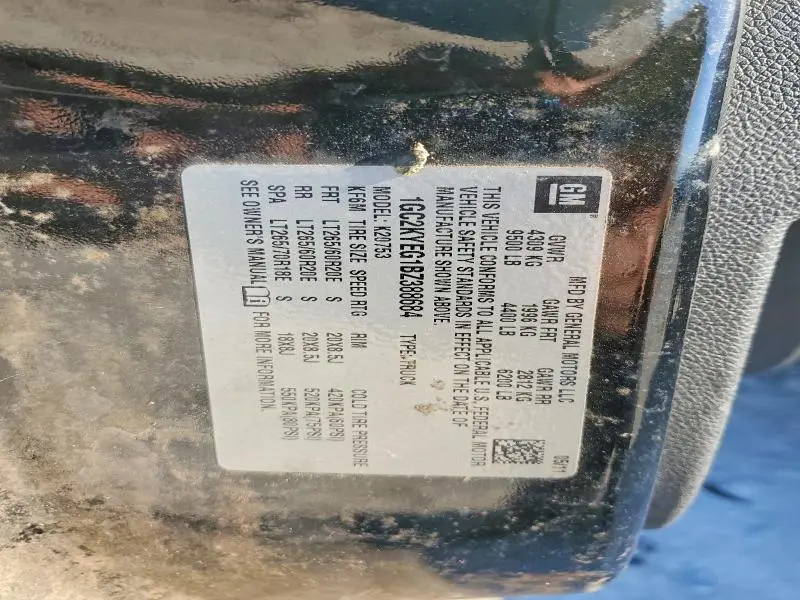 GM
MFD BY GENERAL MOTORS LLC 05/11
GVWR GAWR FRT GAWR RR
4309 KG 1996 KG 2812 KG
9500 LB 4400 LB 6200 LB
THIS VEHICLE CONFORMS TO ALL APPLICABLE U.S. FEDERAL MOTOR
VEHICLE SAFETY STANDARDS IN EFFECT ON THE DATE OF
MANUFACTURE SHOWN ABOVE.
1GC2KYEG1BZ388684
MODEL: K20753 TYPE: TRUCK
KF6M TIRE SIZE SPEED RTG RIM COLD TIRE PRESSURE
FRT LT265/60R20E S 20X8.5J 420KPA(60PSI)
RR LT265/60R20E S 20X8.5J 520KPA(75PSI)
SPA LT265/70R18E S 18X8J 550KPA(80PSI)
SEE OWNER'S MANUAL FOR MORE INFORMATION.